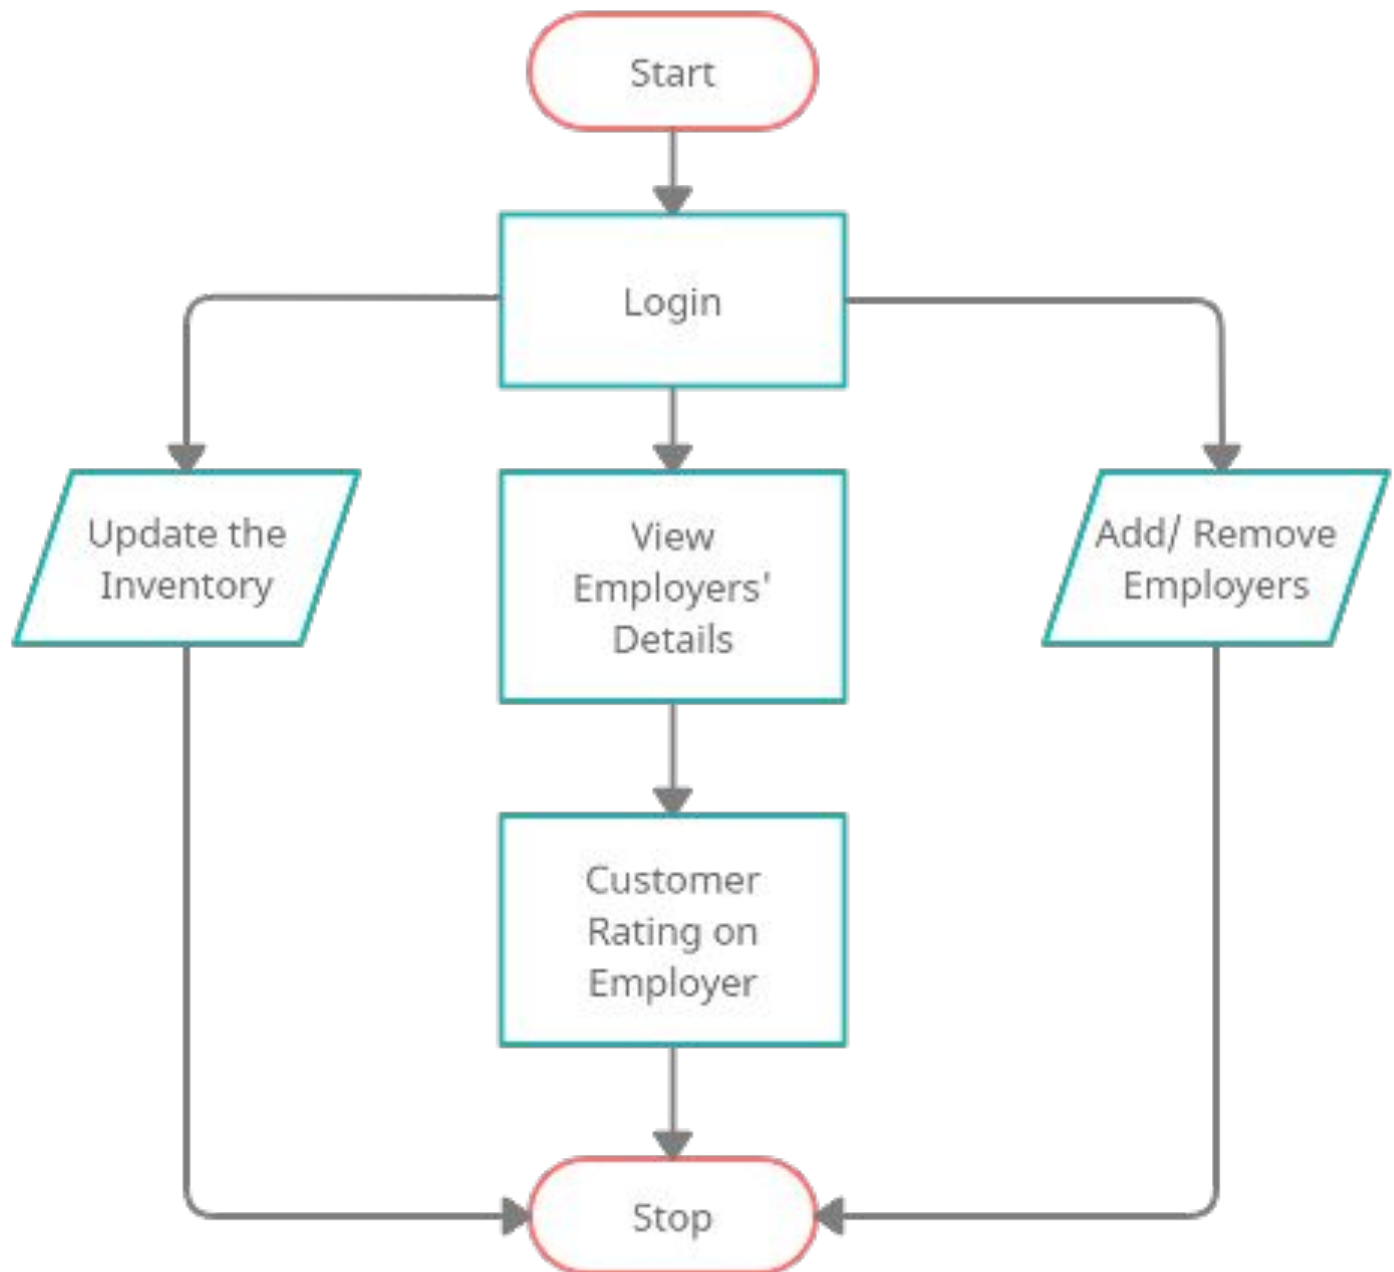 Start
Login
Update the
Inventory
View
Employers'
Details
Add/ Remove
Employers
Customer
Rating on
Employer
Stop